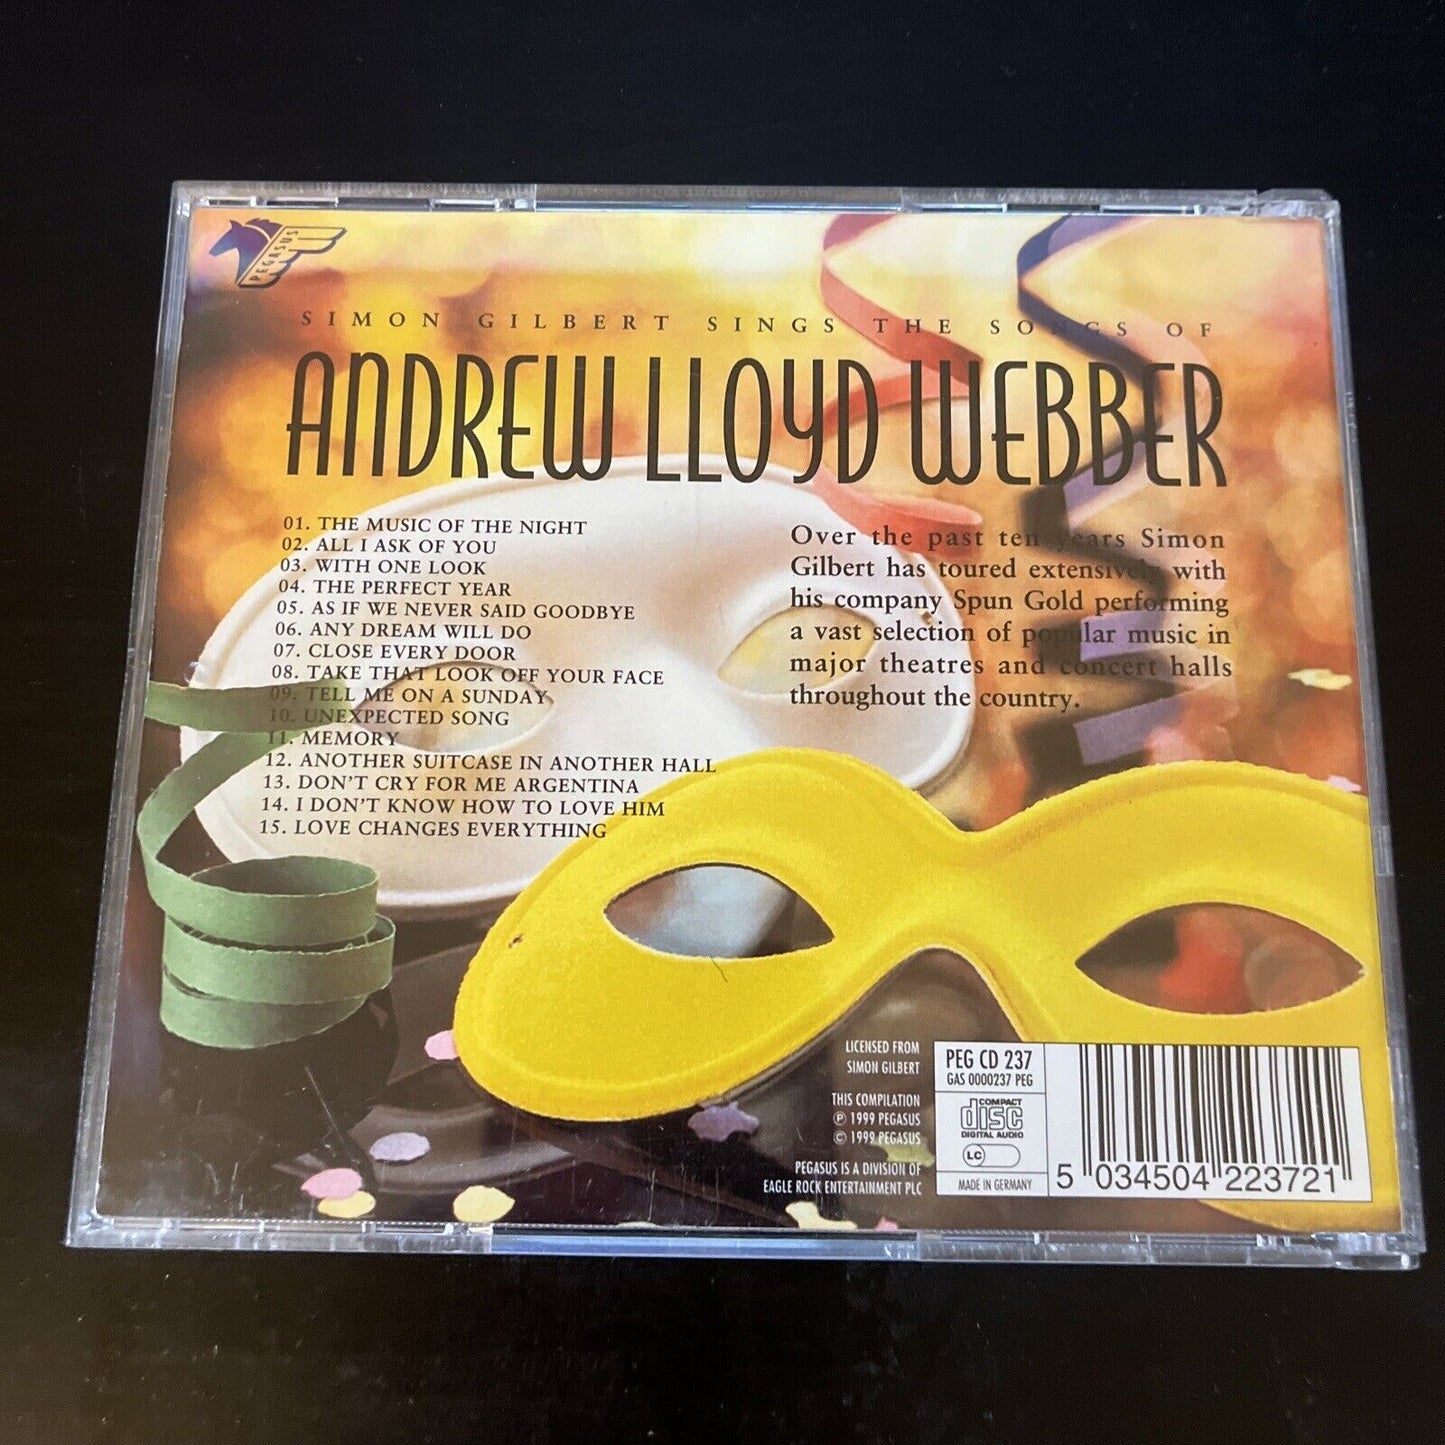 PEGASUS
SIMON GILBERT SINGS THE SONGS OF
ANDREW LLOYD WEBBER
01. THE MUSIC OF THE NIGHT
02. ALL I ASK OF YOU
03. WITH ONE LOOK
04. THE PERFECT YEAR
05. AS IF WE NEVER SAID GOODBYE
06. ANY DREAM WILL DO
07. CLOSE EVERY DOOR
08. TAKE THAT LOOK OFF YOUR FACE
09. TELL ME ON A SUNDAY
10. UNEXPECTED SONG
11. MEMORY
12. ANOTHER SUITCASE IN ANOTHER HALL
13. DON'T CRY FOR ME ARGENTINA
14. I DON'T KNOW HOW TO LOVE HIM
15. LOVE CHANGES EVERYTHING
Over the past ten years Simon
Gilbert has toured extensively with
his company Spun Gold performing
a vast selection of popular music in
major theatres and concert halls
throughout the country.
LICENSED FROM
SIMON GILBERT
THIS COMPILATION
℗ 1999 PEGASUS
© 1999 PEGASUS
PEGASUS IS A DIVISION OF
EAGLE ROCK ENTERTAINMENT PLC
PEG CD 237
GAS 0000237 PEG
COMPACT
disc
DIGITAL AUDIO
LC
MADE IN GERMANY
5 034504 223721